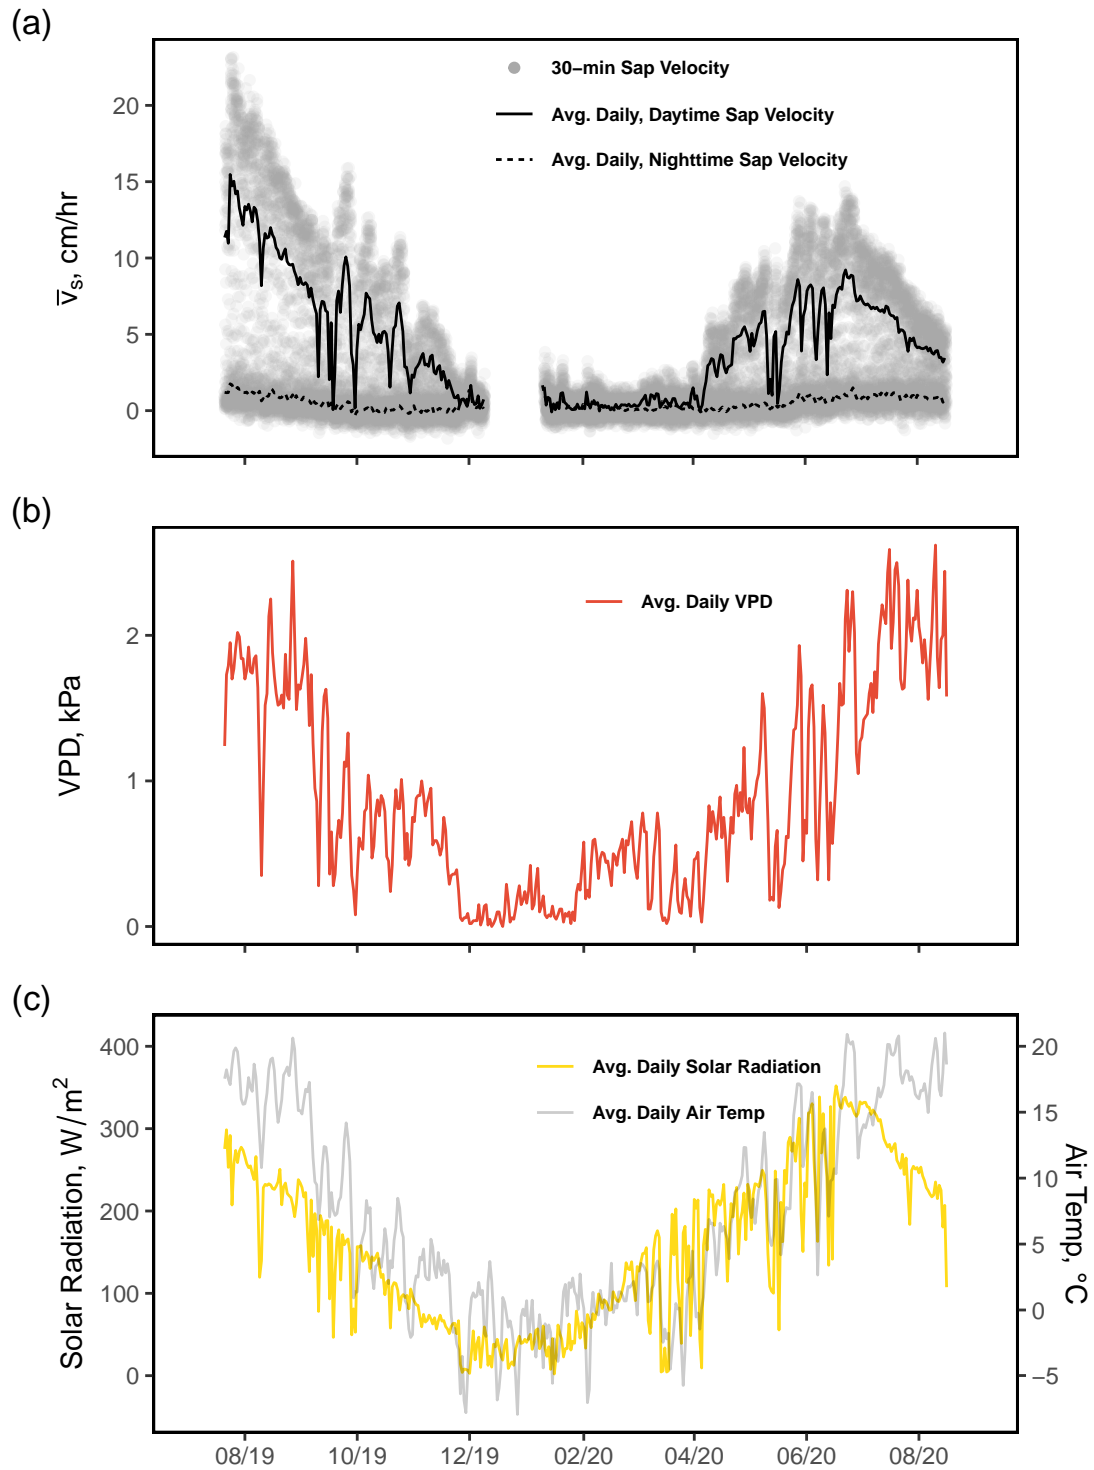 (a)
30−min Sap Velocity
Avg. Daily, Daytime Sap Velocity
Avg. Daily, Nighttime Sap Velocity
v̅s, cm/hr
20
15
10
5
0
(b)
Avg. Daily VPD
VPD, kPa
2
1
0
(c)
Avg. Daily Solar Radiation
Avg. Daily Air Temp
Solar Radiation, W/m²
400
300
200
100
0
Air Temp, °C
20
15
10
5
0
−5
08/19 10/19 12/19 02/20 04/20 06/20 08/20